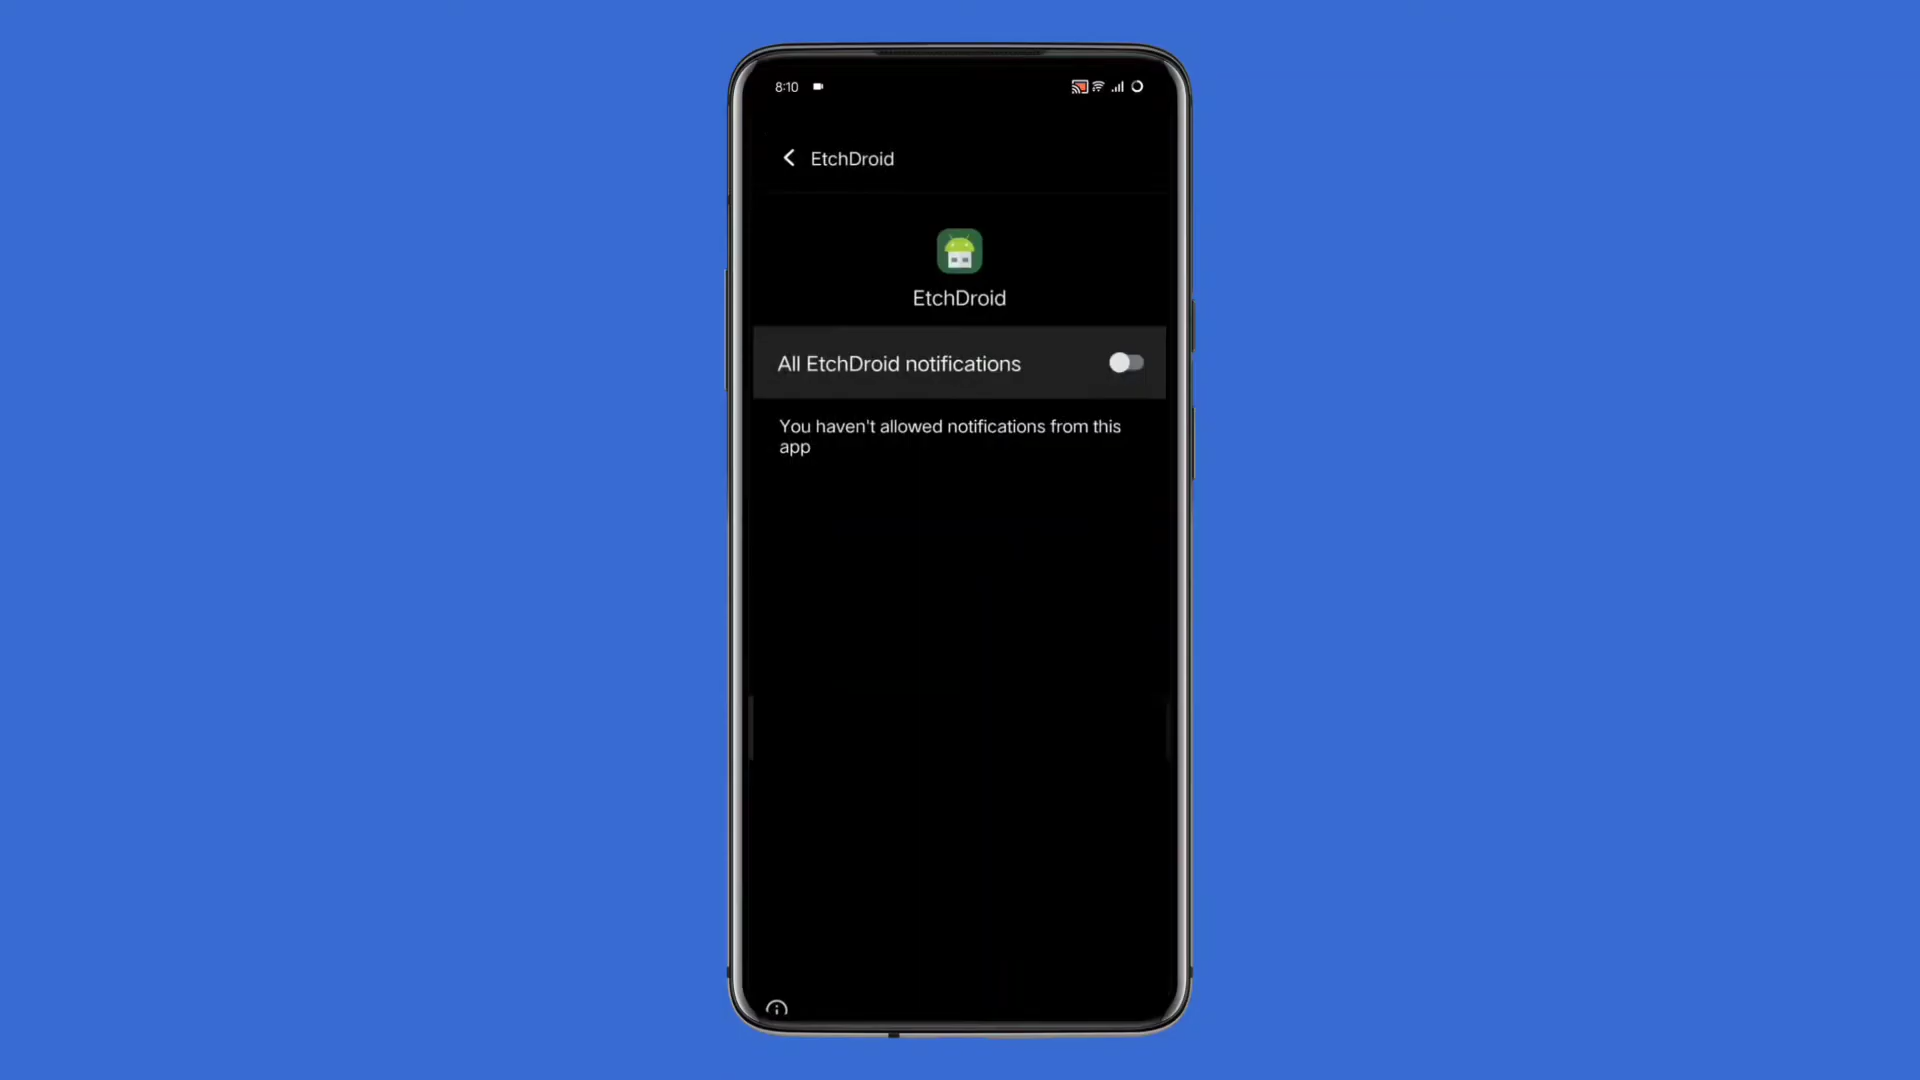 8:10
EtchDroid
EtchDroid
All EtchDroid notifications
You haven't allowed notifications from this
app